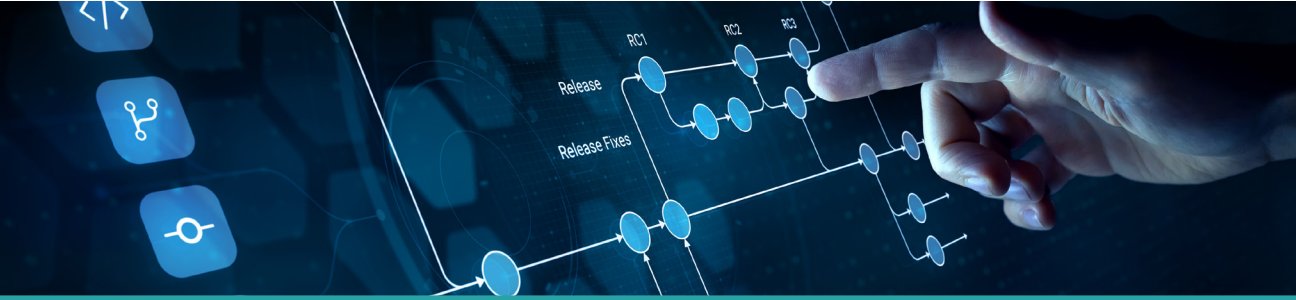 RC1
RC2
RC3
Release
Release Fixes